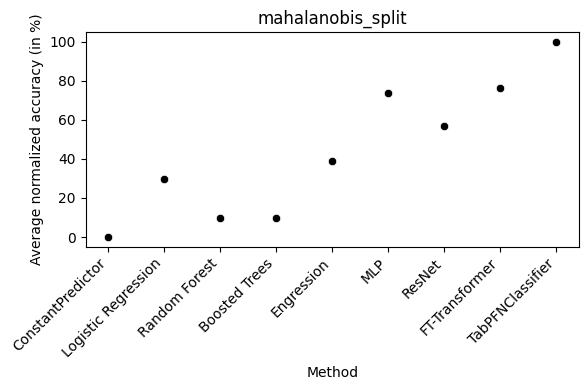 mahalanobis_split
Average normalized accuracy (in %)
100
80
60
40
20
0
ConstantPredictor
Logistic Regression
Random Forest
Boosted Trees
Engression
MLP
ResNet
FT-Transformer
TabPFNClassifier
Method